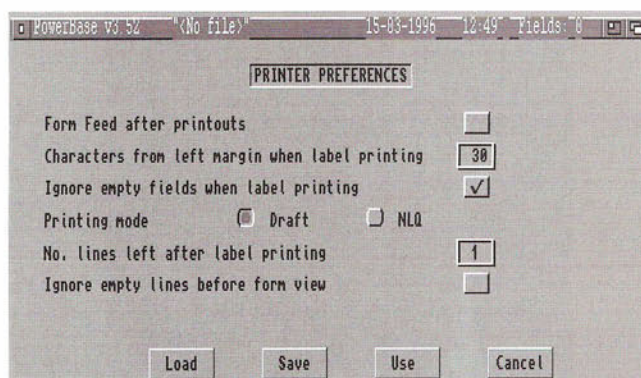 PowerBase v3.52 "<No file>" 15-03-1996 12:49 Fields: 0
PRINTER PREFERENCES
Form Feed after printouts
Characters from left margin when label printing 30
Ignore empty fields when label printing ✓
Printing mode Draft NLQ
No. lines left after label printing 1
Ignore empty lines before form view
Load Save Use Cancel